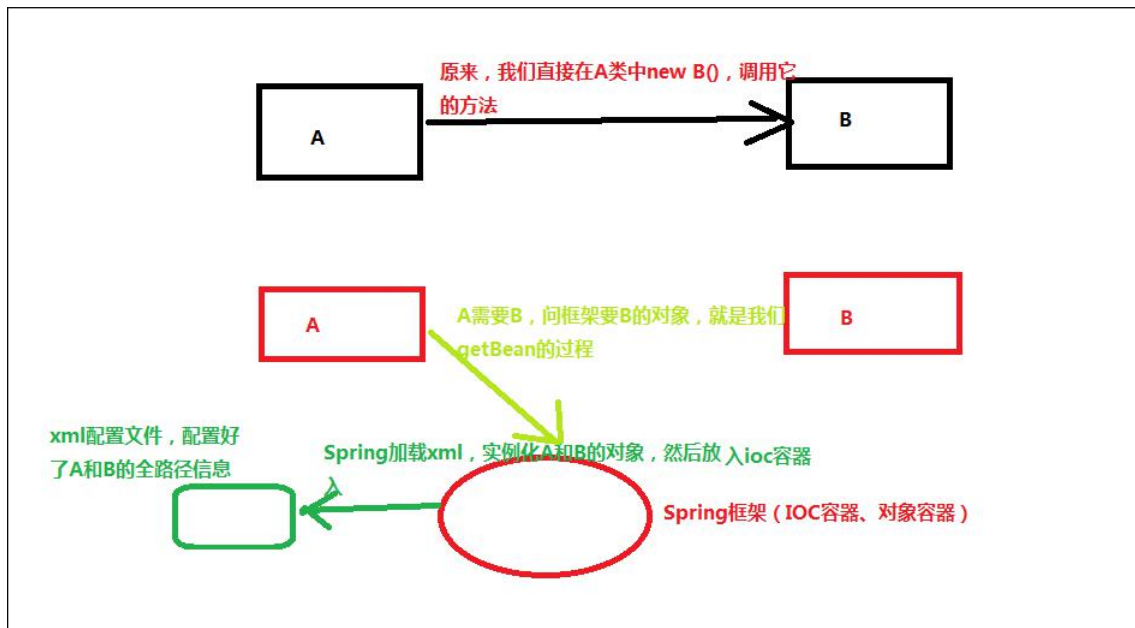 原来，我们直接在A类中new B()，调用它
的方法
A
B
A
A需要B，问框架要B的对象，就是我们
getBean的过程
B
xml配置文件，配置好
了A和B的全路径信息
Spring加载xml，实例化A和B的对象，然后放入ioc容器
入
Spring框架（IOC容器、对象容器）